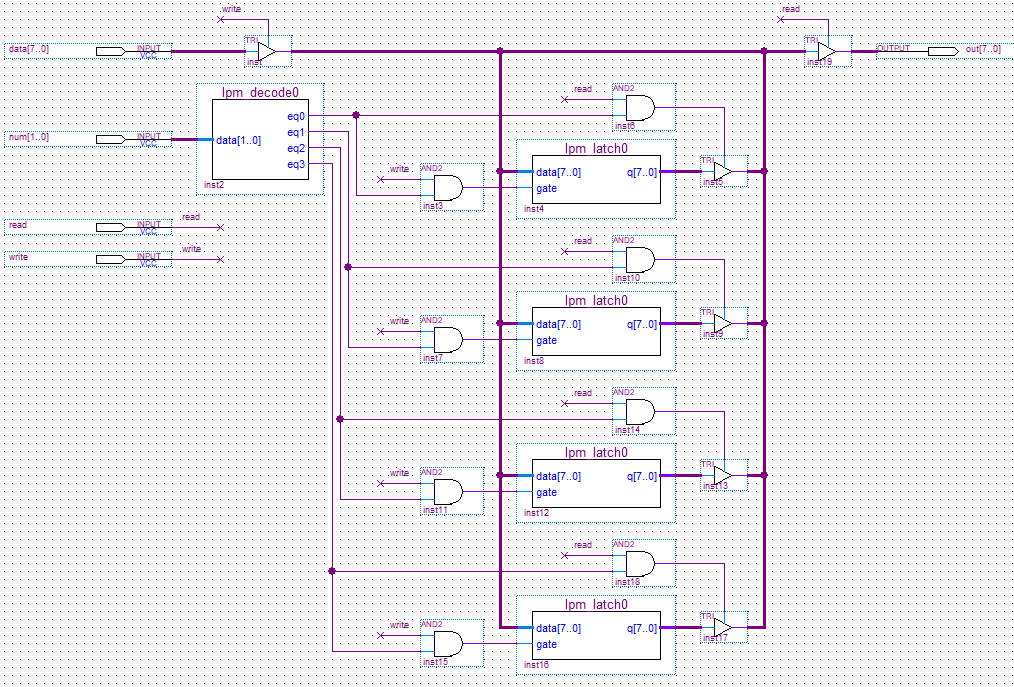 write
read
data[7..0]
INPUT
VCC
TRI
inst
TRI
inst19
OUTPUT
out[7..0]
lpm_decode0
eq0
eq1
data[1..0]
eq2
eq3
inst2
num[1..0]
INPUT
VCC
read
AND2
inst6
lpm_latch0
write
AND2
inst3
data[7..0]
q[7..0]
gate
inst4
TRI
inst5
read
INPUT
VCC
read
write
INPUT
VCC
write
read
AND2
inst10
lpm_latch0
write
AND2
inst7
data[7..0]
q[7..0]
gate
inst8
TRI
inst9
read
AND2
inst14
lpm_latch0
write
AND2
inst11
data[7..0]
q[7..0]
gate
inst12
TRI
inst13
read
AND2
inst18
lpm_latch0
write
AND2
inst15
data[7..0]
q[7..0]
gate
inst16
TRI
inst17